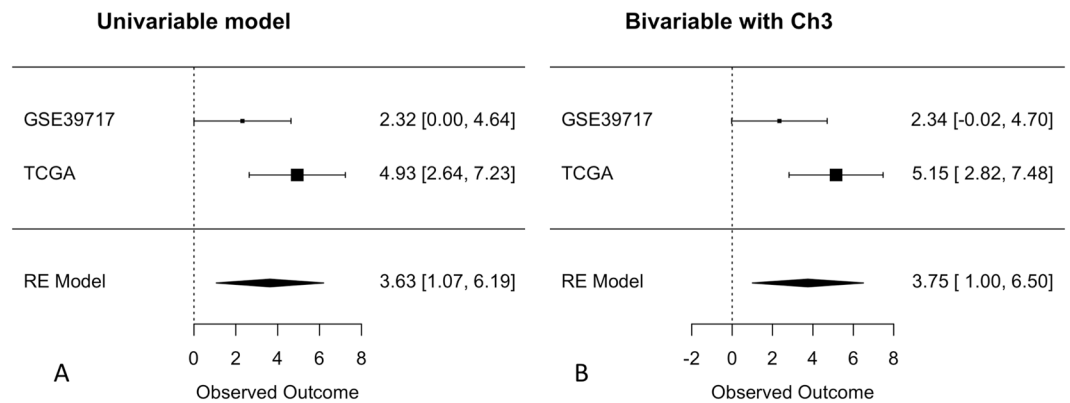 Univariable model
GSE39717 2.32 [0.00, 4.64]
TCGA 4.93 [2.64, 7.23]
RE Model 3.63 [1.07, 6.19]
0 2 4 6 8
A
Observed Outcome
Bivariable with Ch3
GSE39717 2.34 [-0.02, 4.70]
TCGA 5.15 [ 2.82, 7.48]
RE Model 3.75 [ 1.00, 6.50]
-2 0 2 4 6 8
B
Observed Outcome